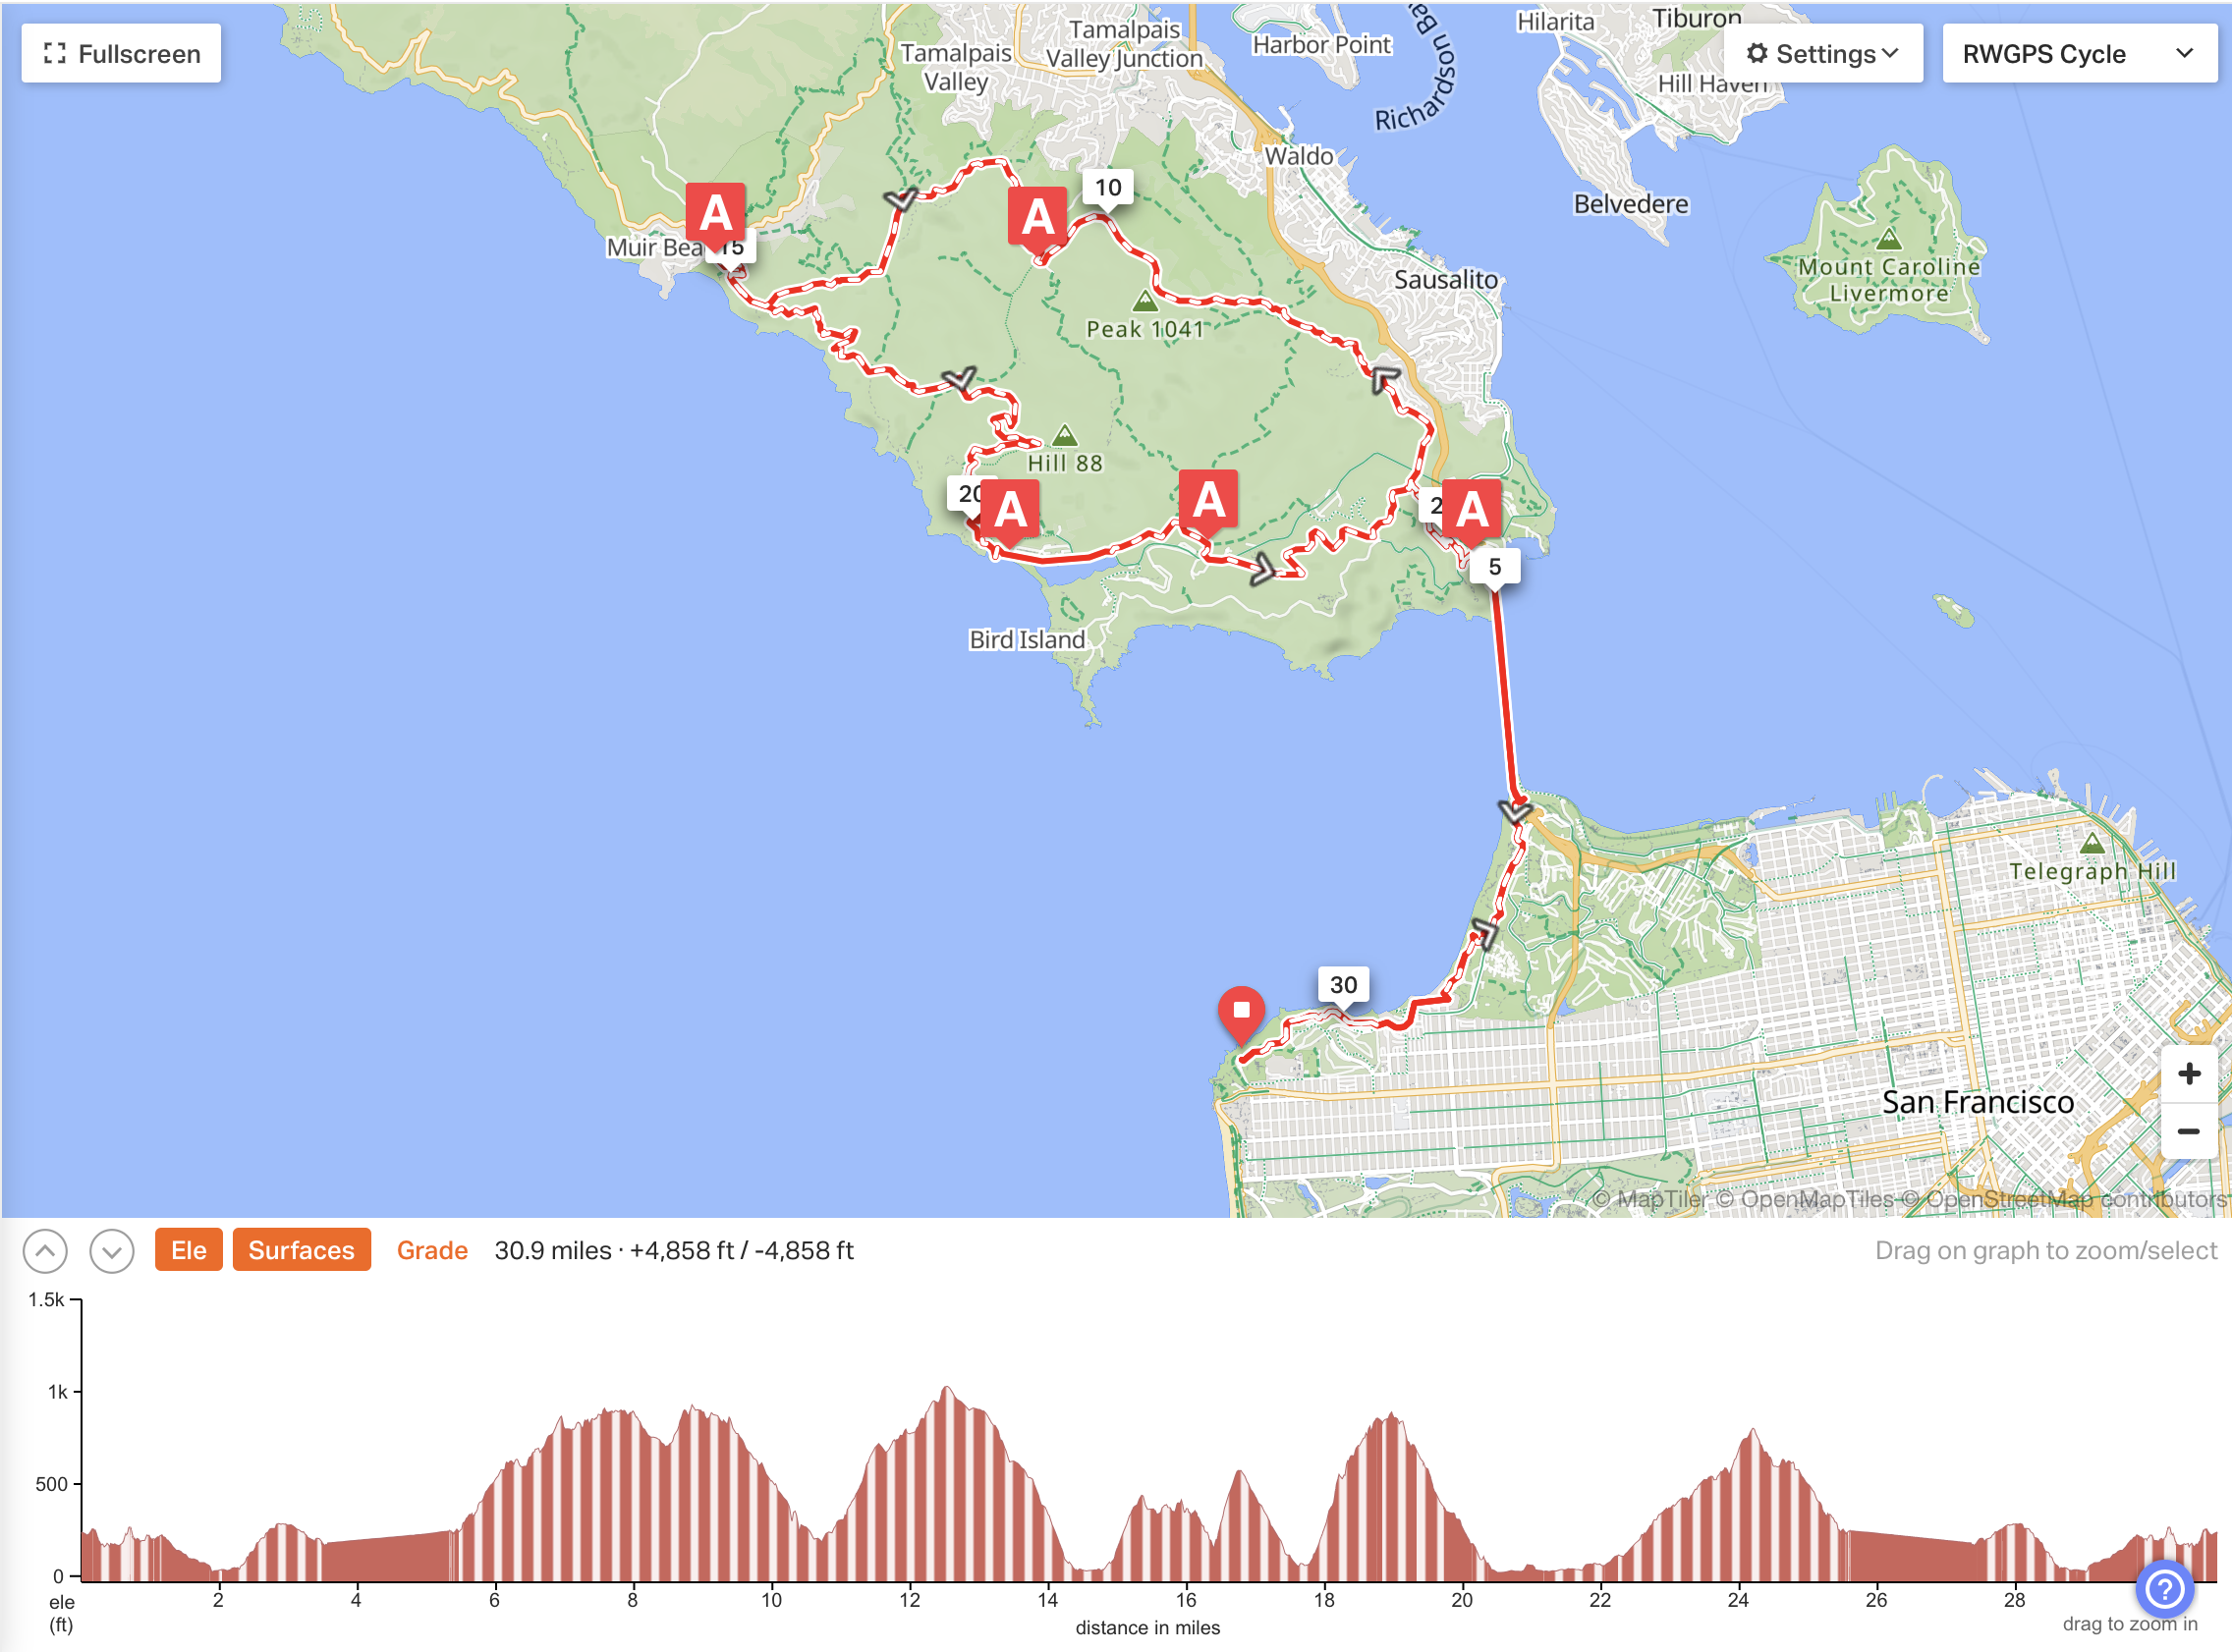 Fullscreen
Tamalpais
Valley
Tamalpais
Valley Junction
Harbor Point
Richardson Ba
Hilarita
Tiburon
Hill Haven
Settings
RWGPS Cycle
Waldo
Belvedere
A
Muir Bea
15
A
10
Sausalito
Mount Caroline
Livermore
Peak 1041
Hill 88
20
A
A
2
A
5
Bird Island
Telegraph Hill
30
San Francisco
+
−
© MapTiler © OpenMapTiles © OpenStreetMap contributors
Ele
Surfaces
Grade
30.9 miles · +4,858 ft / -4,858 ft
Drag on graph to zoom/select
1.5k
1k
500
0
ele
(ft)
2
4
6
8
10
12
14
16
18
20
22
24
26
28
?
distance in miles
drag to zoom in